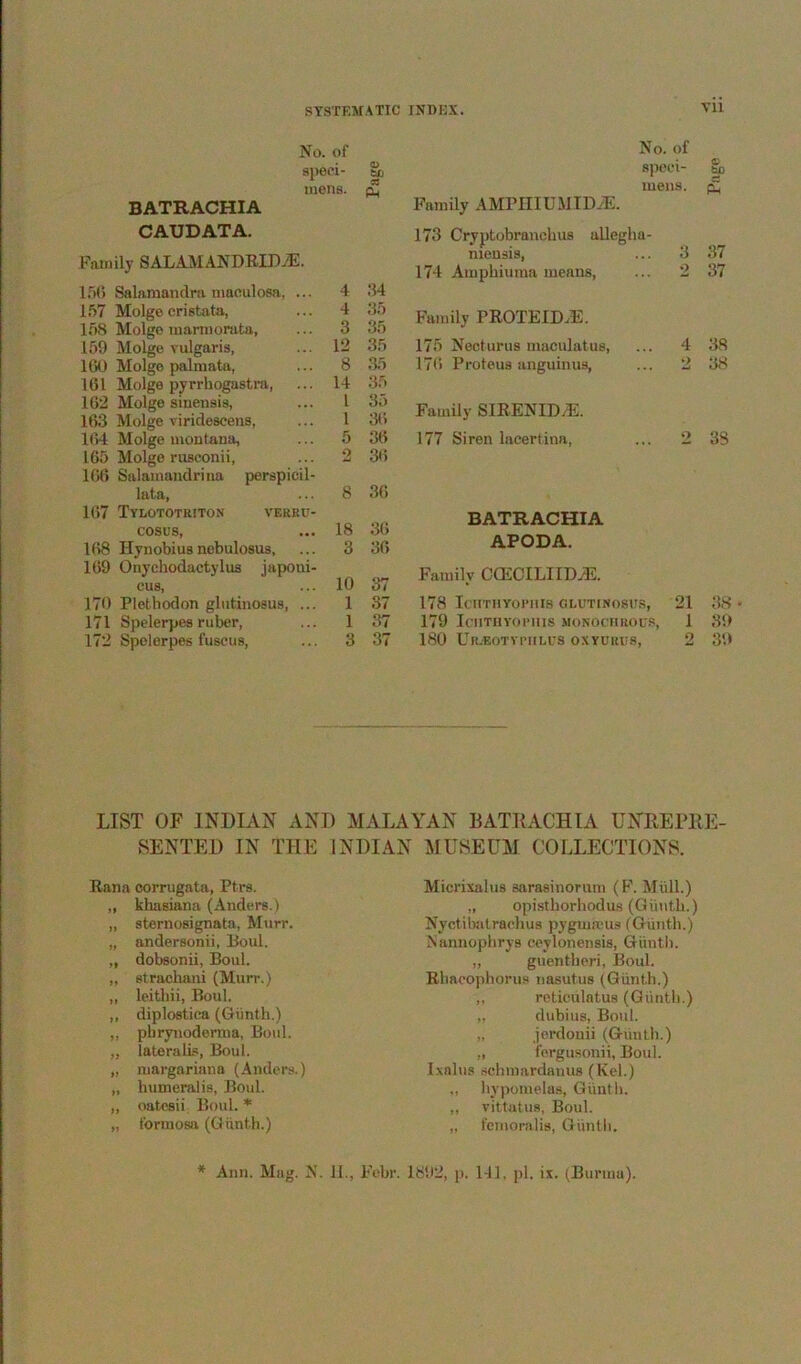 SYSTEMATIC INDEX. vii
No. of
speci-
mens. Page
BATRACHIA
CAUDATA.
Family SALAMANDRIDÆ.
156 Salamandra maculosa, ... 4 34
157 Molge cristata, ... 4 35
158 Molge marmorata, ... 3 35
159 Molge vulgaris, ... 12 35
160 Molge palmata, ... 8 35
161 Molge pyrrhogastra, ... 14 35
162 Molge sinensis, ... 1 35
163 Molge viridescens, ... 1 36
164 Molge montana, ... 5 36
165 Molge rusconii, ... 2 36
166 Salamandrina perspicil-
lata, ... 8 36
167 TYLOTOTRITON VERRU-
COSUS, ... 18 36
168 Hynobius nebulosus, ... 3 36
169 Onychodactylus japoni-
cus, ... 10 37
170 Plethodon glutinosus, ... 1 37
171 Spelerpes ruber, ... 1 37
172 Spelerpes fuscus, ... 3 37
No. of
speci-
mens. Page
Family AMPHIUMIDÆ.
173 Cryptobranchus allegha-
niensis, ... 3 37
174 Amphiuma means, ... 2 37
Family PROTEIDÆ.
175 Necturus maculatus, ... 4 38
176 Proteus anguinus, ... 2 38
Family SIRENIDÆ.
177 Siren lacertina, ... 2 38
BATRACHIA
APODA.
Family CŒCILIIDÆ.
178 ICHTHYOPHIS GLUTINOSUS, 21 38
179 ICHTHYOPHIS MONOCHROUS, 1 39
180 URÆOTYPHLUS OXYURUS, 2 39
LIST OF INDIAN AND MALAYAN BATRACHIA UNREPRE-
SENTED IN THE INDIAN MUSEUM COLLECTIONS.
Rana corrugata, Ptrs.
„ khasiana (Anders.)
„ sternosignata, Murr.
„ andersonii, Boul.
„ dobsonii, Boul.
„ strachani (Murr.)
„ leithii, Boul.
„ diplostica (Günth.)
„ phrynoderma, Boul.
„ lateralis, Boul.
„ margariana (Anders.)
„ humeralis, Boul.
„ oatesii Boul. *
„ formosa (Günth.)
Micrixalus sarasinorum (F. Müll.)
„ opisthorhodus (Günth.)
Nyctibatrachus pygmæus (Günth.)
Nannophrys ceylonensis, Günth.
„ guentheri, Boul.
Rhacophorus nasutus (Günth.)
„ reticulatus (Günth.)
„ dubius, Boul.
„ jerdonii (Günth.)
„ fergusonii, Boul.
Ixalus schmardanus (Kel.)
„ hypomelas, Günth.
„ vittatus, Boul.
„ femoralis, Günth.
* Ann. Mag. N. H., Febr. 1892, p. 141, pl. ix. (Burma).